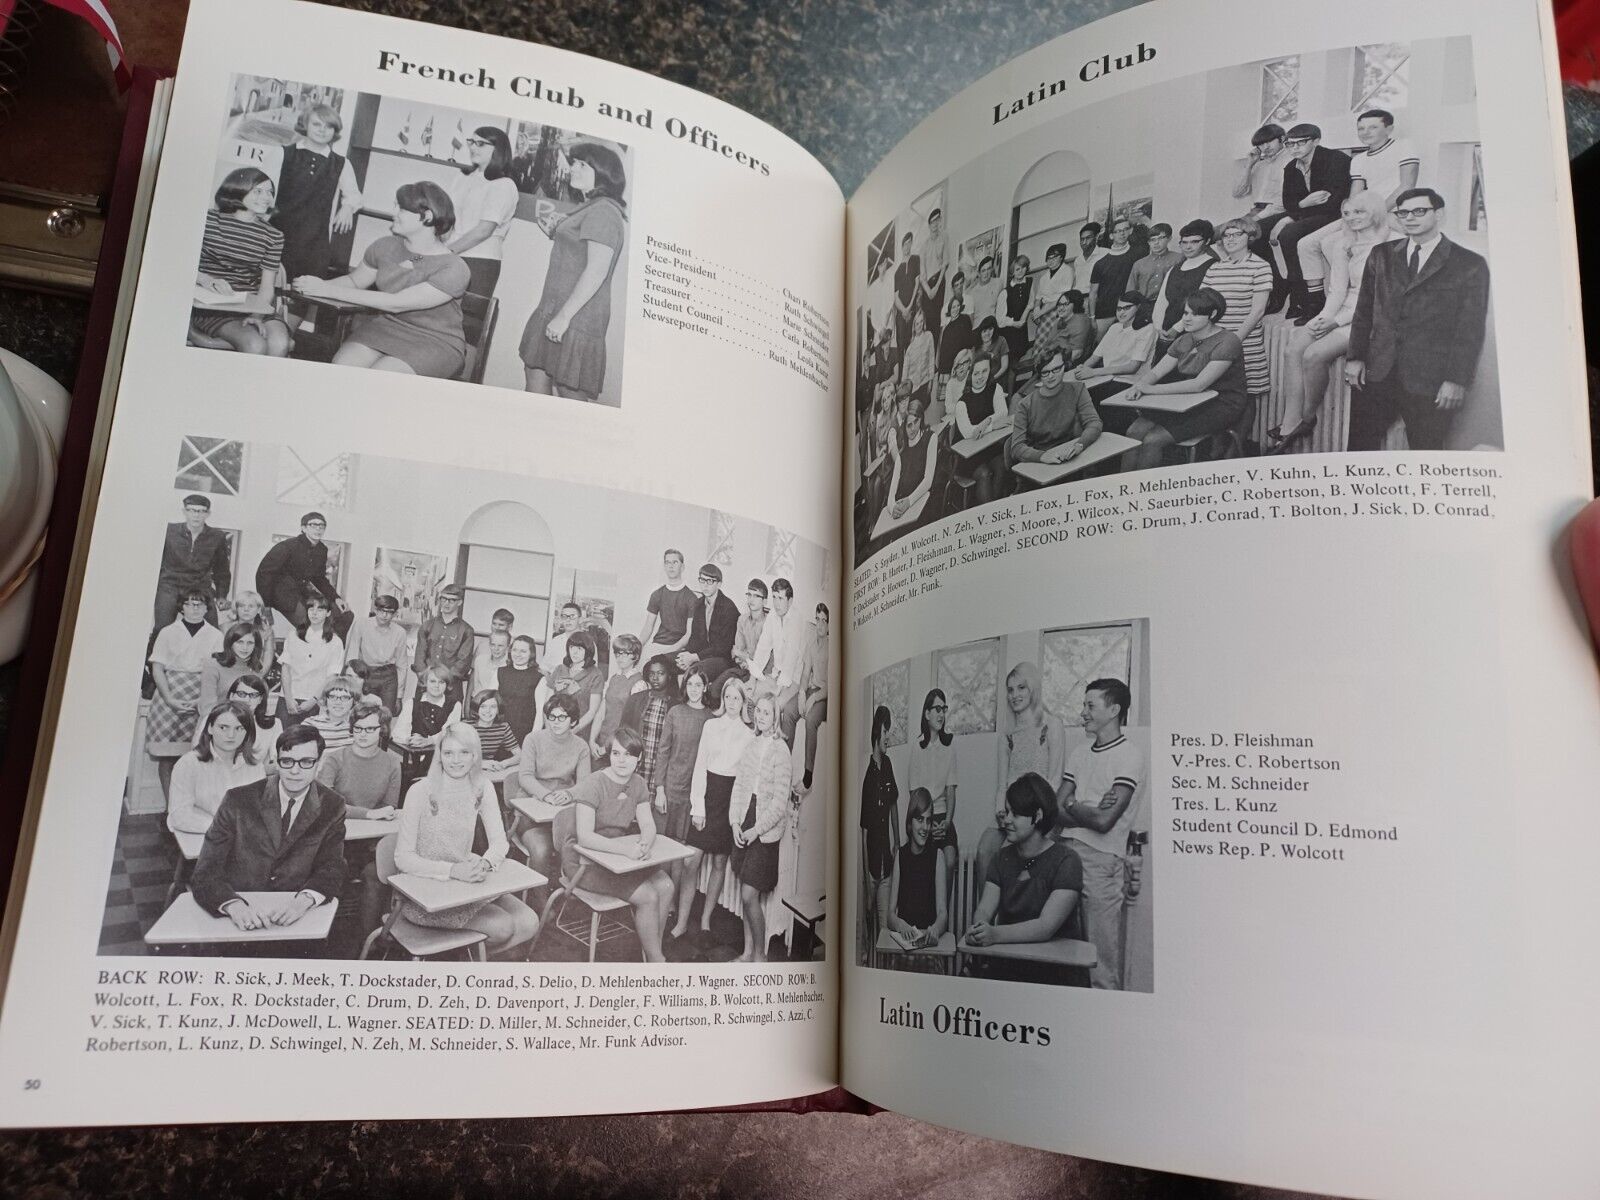 French Club and Officers
FR
President . . . . . . . . . . . . . Chan Robertson
Vice-President . . . . . . . . . . Ruth Schwingel
Secretary . . . . . . . . . . . . . Marie Schneider
Treasurer . . . . . . . . . . . . . Carla Robertson
Student Council . . . . . . . . . . Leola Kunz
Newsreporter . . . . . . . . . . Ruth Mehlenbacher
BACK ROW: R. Sick, J. Meek, T. Dockstader, D. Conrad, S. Delio, D. Mehlenbacher, J. Wagner. SECOND ROW: B.
Wolcott, L. Fox, R. Dockstader, C. Drum, D. Zeh, D. Davenport, J. Dengler, F. Williams, B. Wolcott, R. Mehlenbacher,
V. Sick, T. Kunz, J. McDowell, L. Wagner. SEATED: D. Miller, M. Schneider, C. Robertson, R. Schwingel, S. Azzi, C.
Robertson, L. Kunz, D. Schwingel, N. Zeh, M. Schneider, S. Wallace, Mr. Funk Advisor.
50
Latin Club
SEATED: S. Snyder, M. Wolcott, N. Zeh, V. Sick, L. Fox, L. Fox, R. Mehlenbacher, V. Kuhn, L. Kunz, C. Robertson.
FIRST ROW: B. Harter, J. Fleishman, L. Wagner, S. Moore, J. Wilcox, N. Saeurbier, C. Robertson, B. Wolcott, F. Terrell,
T. Dockstader S. Hoover, D. Wagner, D. Schwingel. SECOND ROW: G. Drum, J. Conrad, T. Bolton, J. Sick, D. Conrad,
P. Wolcott, M. Schneider, Mr. Funk.
Pres. D. Fleishman
V.-Pres. C. Robertson
Sec. M. Schneider
Tres. L. Kunz
Student Council D. Edmond
News Rep. P. Wolcott
Latin Officers